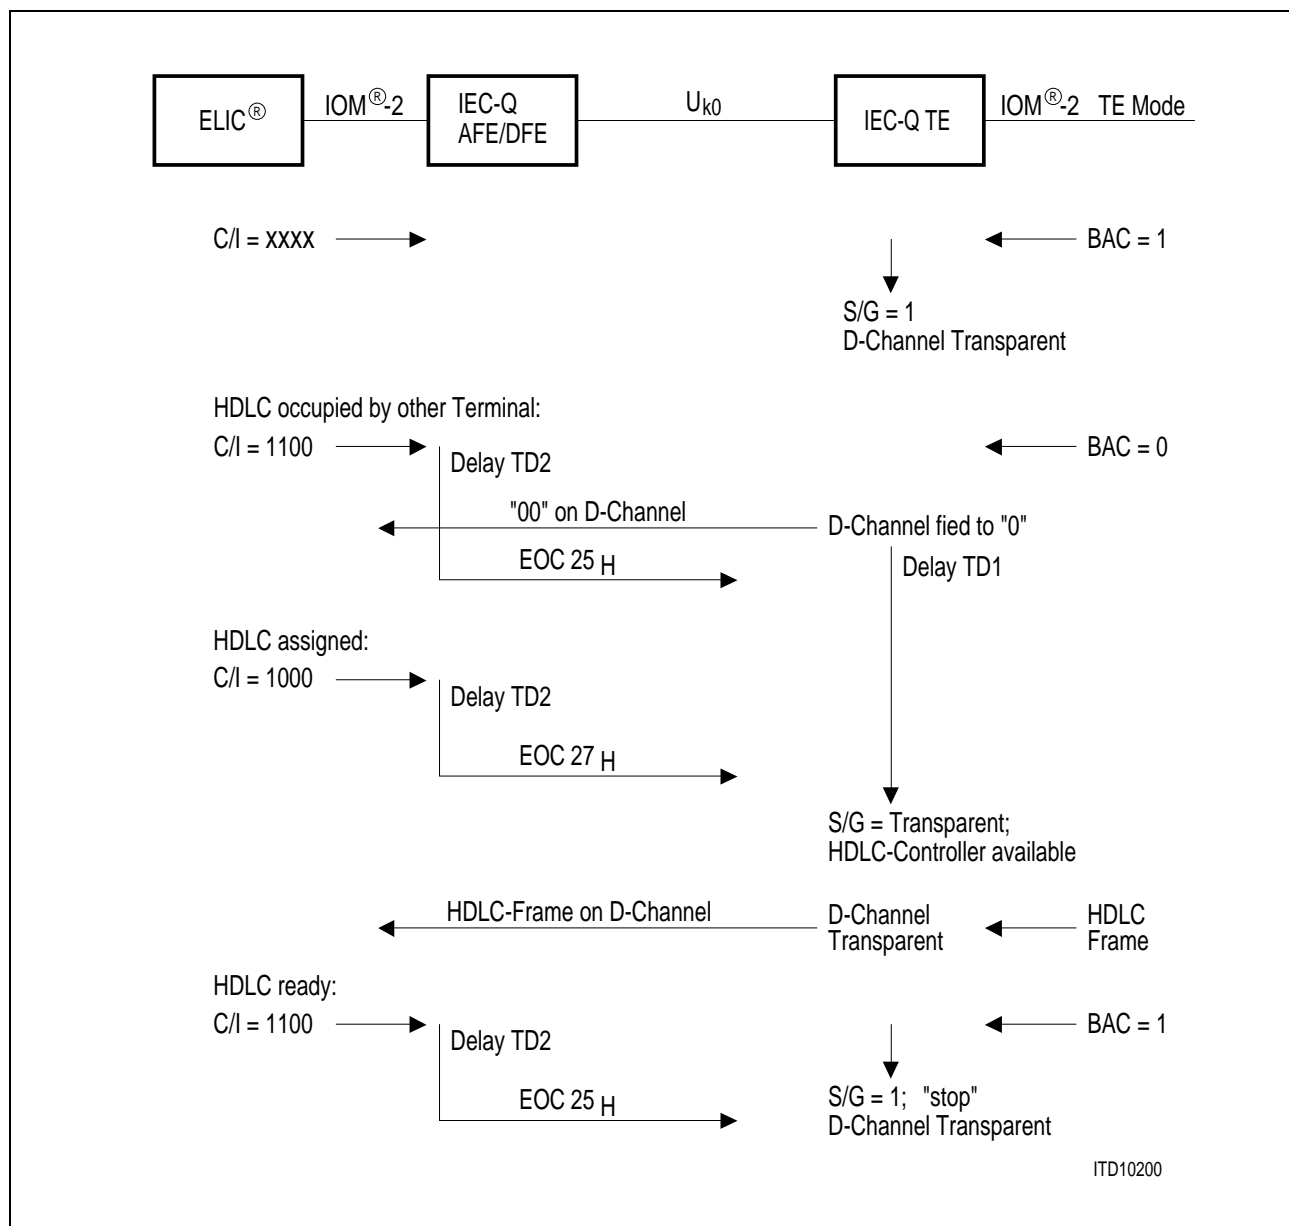 ELIC® IOM®-2 IEC-Q AFE/DFE Uk0 IEC-Q TE IOM®-2 TE Mode
C/I = xxxx BAC = 1
S/G = 1
D-Channel Transparent
HDLC occupied by other Terminal:
C/I = 1100 BAC = 0
Delay TD2
"00" on D-Channel D-Channel fied to "0"
EOC 25 H Delay TD1
HDLC assigned:
C/I = 1000
Delay TD2
EOC 27 H
S/G = Transparent;
HDLC-Controller available
HDLC-Frame on D-Channel D-Channel Transparent HDLC Frame
HDLC ready:
C/I = 1100 BAC = 1
Delay TD2
EOC 25 H S/G = 1; "stop"
D-Channel Transparent
ITD10200